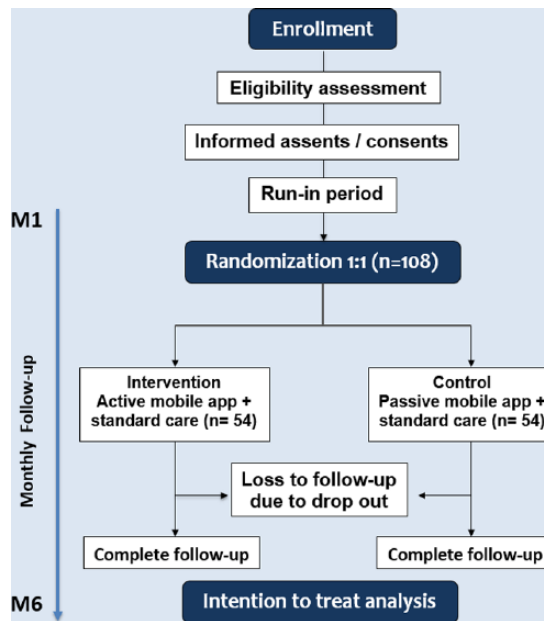 Enrollment
Eligibility assessment
Informed assents / consents
Run-in period
M1
Randomization 1:1 (n=108)
Intervention
Active mobile app +
standard care (n= 54)
Control
Passive mobile app +
standard care (n= 54)
Monthly Follow-up
Loss to follow-up
due to drop out
Complete follow-up
Complete follow-up
M6
Intention to treat analysis